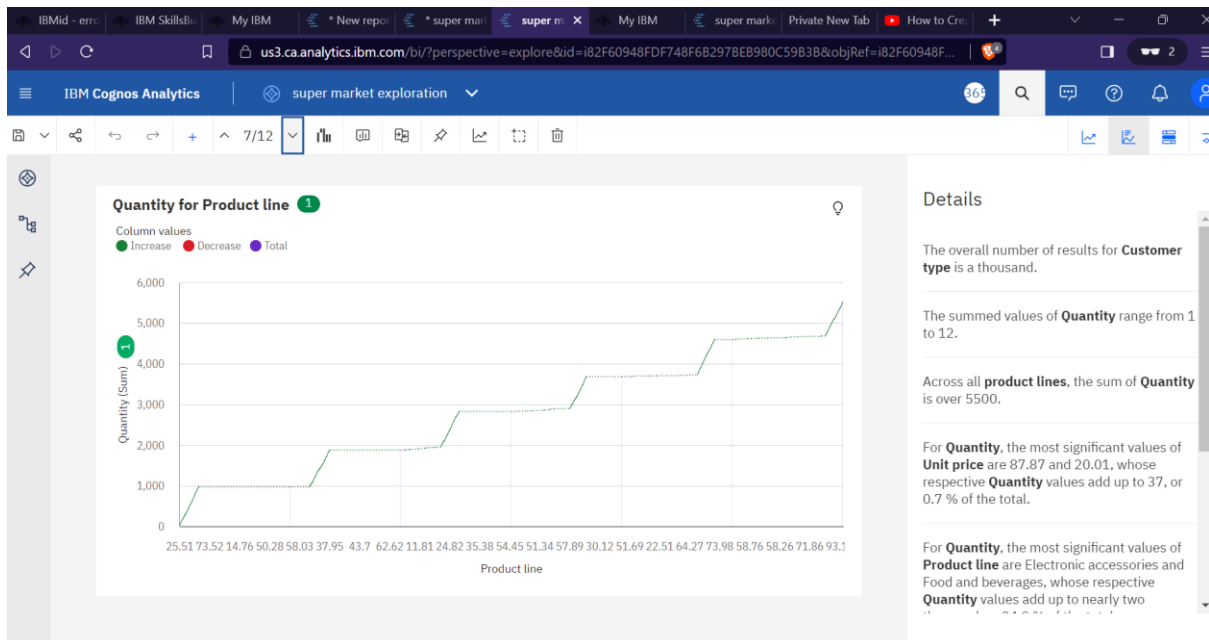 IBMid - erro
IBM SkillsBu
My IBM
* New repor
* super mark
super m
My IBM
super marke
Private New Tab
How to Crea
us3.ca.analytics.ibm.com/bi/?perspective=explore&id=i82F60948FDF748F6B297BEB980C59B3B&objRef=i82F60948F...
4
2
IBM Cognos Analytics
super market exploration
365
7/12
Quantity for Product line 1
Column values
Increase Decrease Total
6,000
5,000
4,000
3,000
2,000
1,000
0
Quantity (Sum) 1
25.51 73.52 14.76 50.28 58.03 37.95 43.7 62.62 11.81 24.82 35.38 54.45 51.34 57.89 30.12 51.69 22.51 64.27 73.98 58.76 58.26 71.86 93.1
Product line
Details
The overall number of results for Customer
type is a thousand.
The summed values of Quantity range from 1
to 12.
Across all product lines, the sum of Quantity
is over 5500.
For Quantity, the most significant values of
Unit price are 87.87 and 20.01, whose
respective Quantity values add up to 37, or
0.7 % of the total.
For Quantity, the most significant values of
Product line are Electronic accessories and
Food and beverages, whose respective
Quantity values add up to nearly two